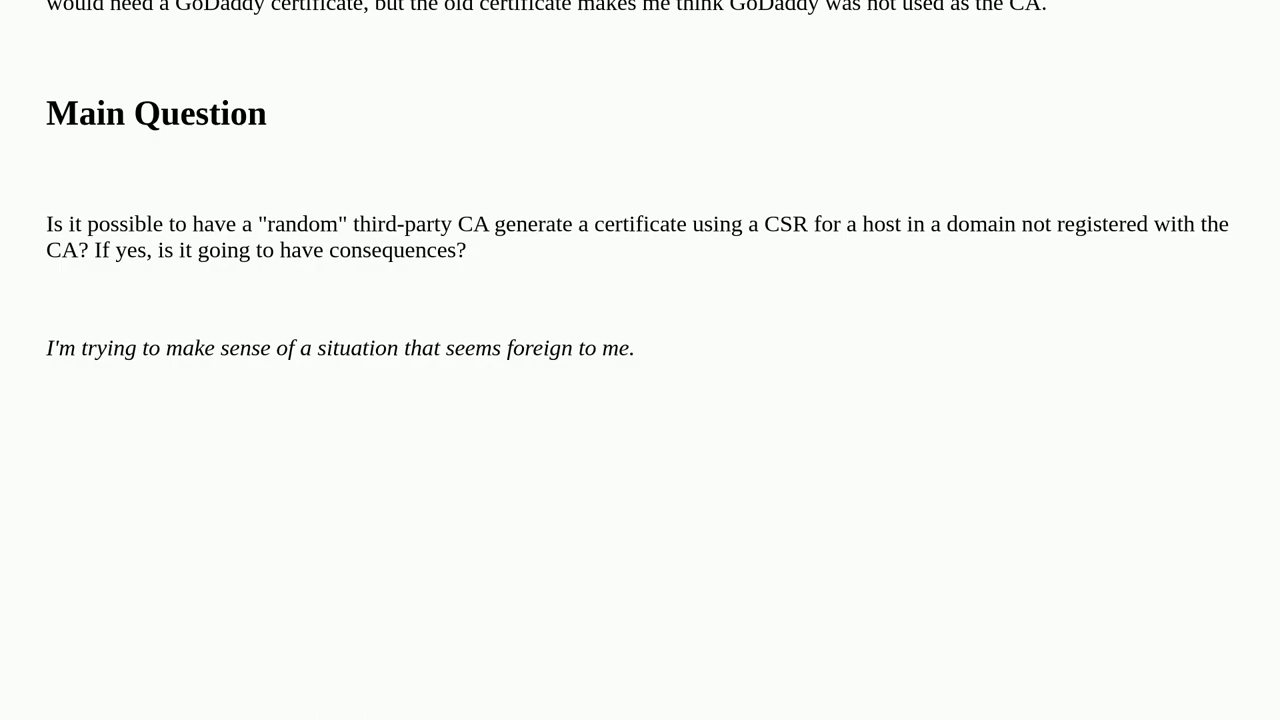 would need a GoDaddy certificate, but the old certificate makes me think GoDaddy was not used as the CA.
Main Question
Is it possible to have a "random" third-party CA generate a certificate using a CSR for a host in a domain not registered with the
CA? If yes, is it going to have consequences?
I'm trying to make sense of a situation that seems foreign to me.